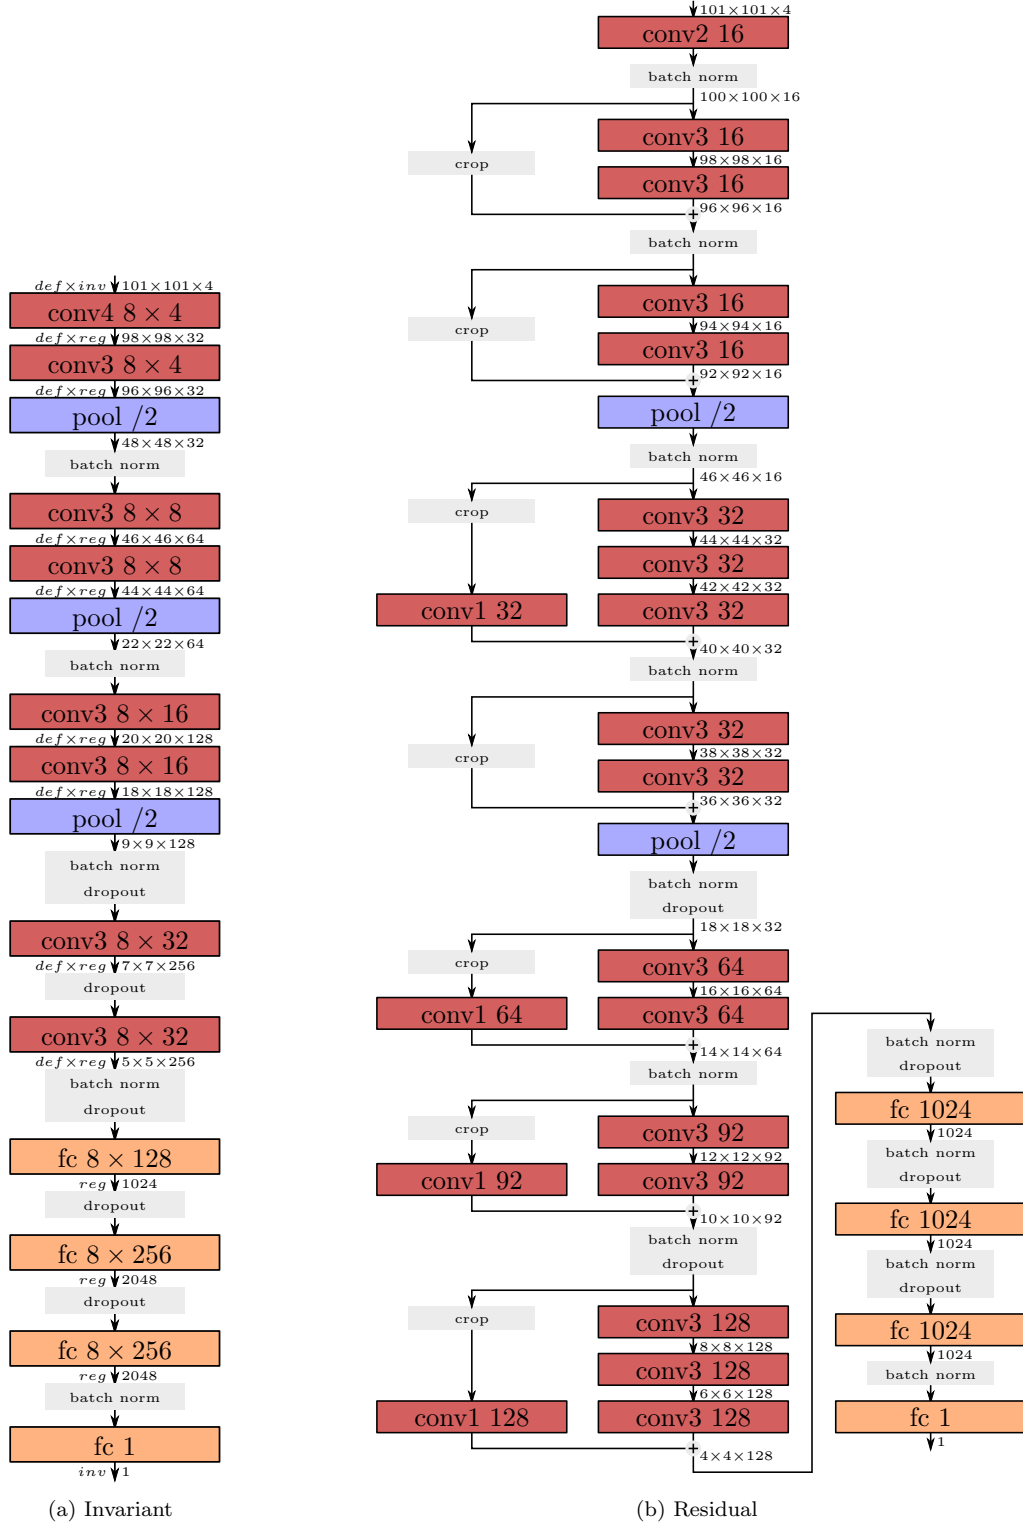 def×inv 101×101×4
conv4 8 × 4
def×reg 98×98×32
conv3 8 × 4
def×reg 96×96×32
pool /2
48×48×32
batch norm
conv3 8 × 8
def×reg 46×46×64
conv3 8 × 8
def×reg 44×44×64
pool /2
22×22×64
batch norm
conv3 8 × 16
def×reg 20×20×128
conv3 8 × 16
def×reg 18×18×128
pool /2
9×9×128
batch norm
dropout
conv3 8 × 32
def×reg 7×7×256
dropout
conv3 8 × 32
def×reg 5×5×256
batch norm
dropout
fc 8 × 128
reg 1024
dropout
fc 8 × 256
reg 2048
dropout
fc 8 × 256
reg 2048
batch norm
fc 1
inv 1
(a) Invariant
101×101×4
conv2 16
batch norm
100×100×16
conv3 16
crop
98×98×16
conv3 16
+ 96×96×16
batch norm
conv3 16
crop
94×94×16
conv3 16
+ 92×92×16
pool /2
batch norm
46×46×16
crop
conv3 32
44×44×32
conv3 32
42×42×32
conv1 32
conv3 32
+ 40×40×32
batch norm
conv3 32
crop
38×38×32
conv3 32
+ 36×36×32
pool /2
batch norm
dropout
18×18×32
crop
conv3 64
16×16×64
conv1 64
conv3 64
+ 14×14×64
batch norm
crop
conv3 92
12×12×92
conv1 92
conv3 92
+ 10×10×92
batch norm
dropout
crop
conv3 128
8×8×128
conv3 128
6×6×128
conv1 128
conv3 128
+ 4×4×128
batch norm
dropout
fc 1024
1024
batch norm
dropout
fc 1024
1024
batch norm
dropout
fc 1024
1024
batch norm
fc 1
1
(b) Residual